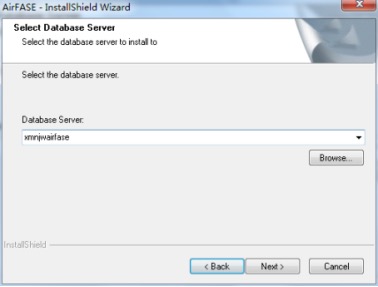 AirFASE - InstallShield Wizard
Select Database Server
Select the database server to install to
Select the database server.
Database Server:
xmnjwairfase
Browse...
InstallShield
< Back
Next >
Cancel